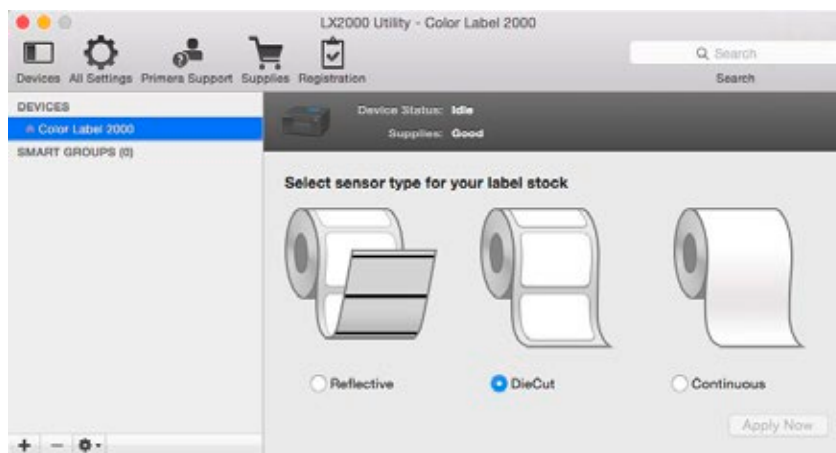 LX2000 Utility - Color Label 2000
Devices All Settings Primera Support Supplies Registration
Search
Search
DEVICES
Color Label 2000
SMART GROUPS (0)
Device Status: Idle
Supplies: Good
Select sensor type for your label stock
Reflective DieCut Continuous
Apply Now